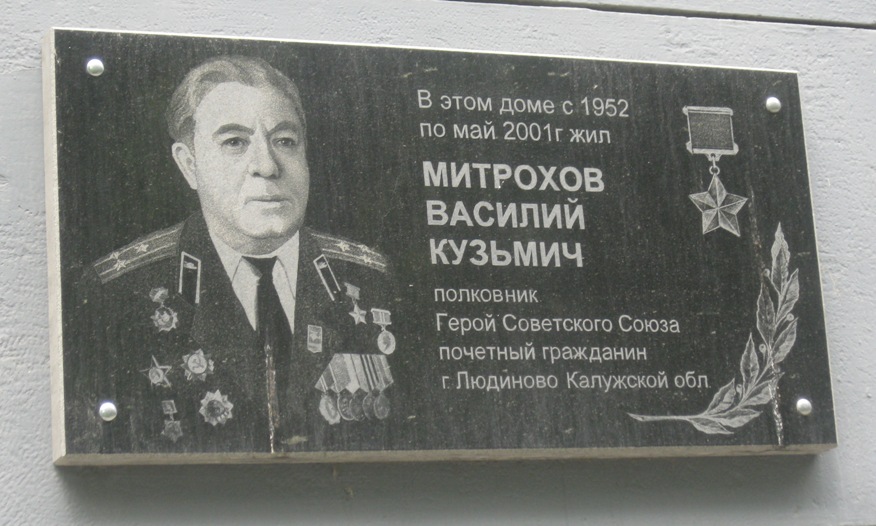 В этом доме с 1952
по май 2001г жил
МИТРОХОВ
ВАСИЛИЙ
КУЗЬМИЧ
полковник
Герой Советского Союза
почетный гражданин
г Людиново Калужской обл